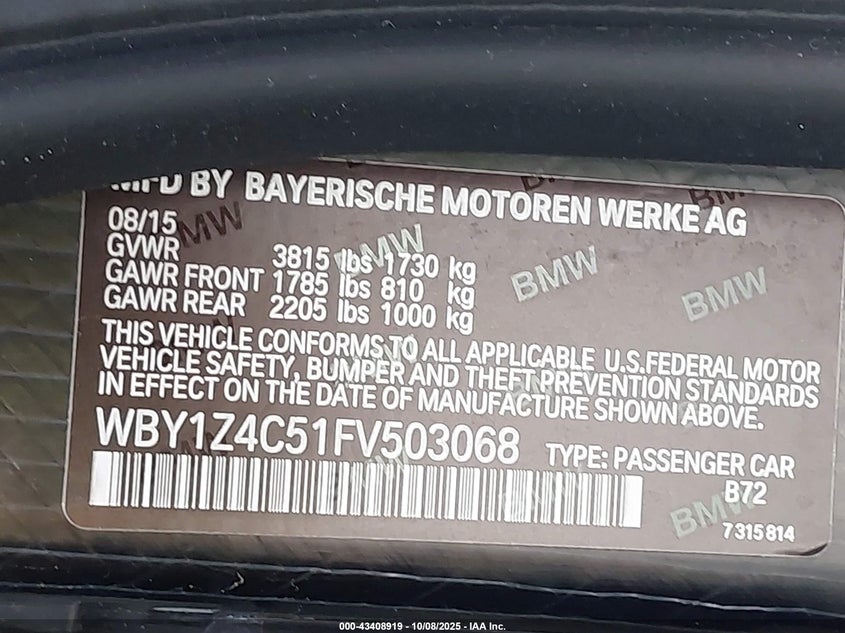 MFD BY BAYERISCHE MOTOREN WERKE AG
08/15
GVWR 3815 lbs 1730 kg
GAWR FRONT 1785 lbs 810 kg
GAWR REAR 2205 lbs 1000 kg
THIS VEHICLE CONFORMS TO ALL APPLICABLE U.S.FEDERAL MOTOR
VEHICLE SAFETY, BUMPER AND THEFT PREVENTION STANDARDS
IN EFFECT ON THE DATE OF MANUFACTURE SHOWN ABOVE.
WBY1Z4C51FV503068 TYPE: PASSENGER CAR
B72
7315814
000-43408919 - 10/08/2025 - IAA Inc.